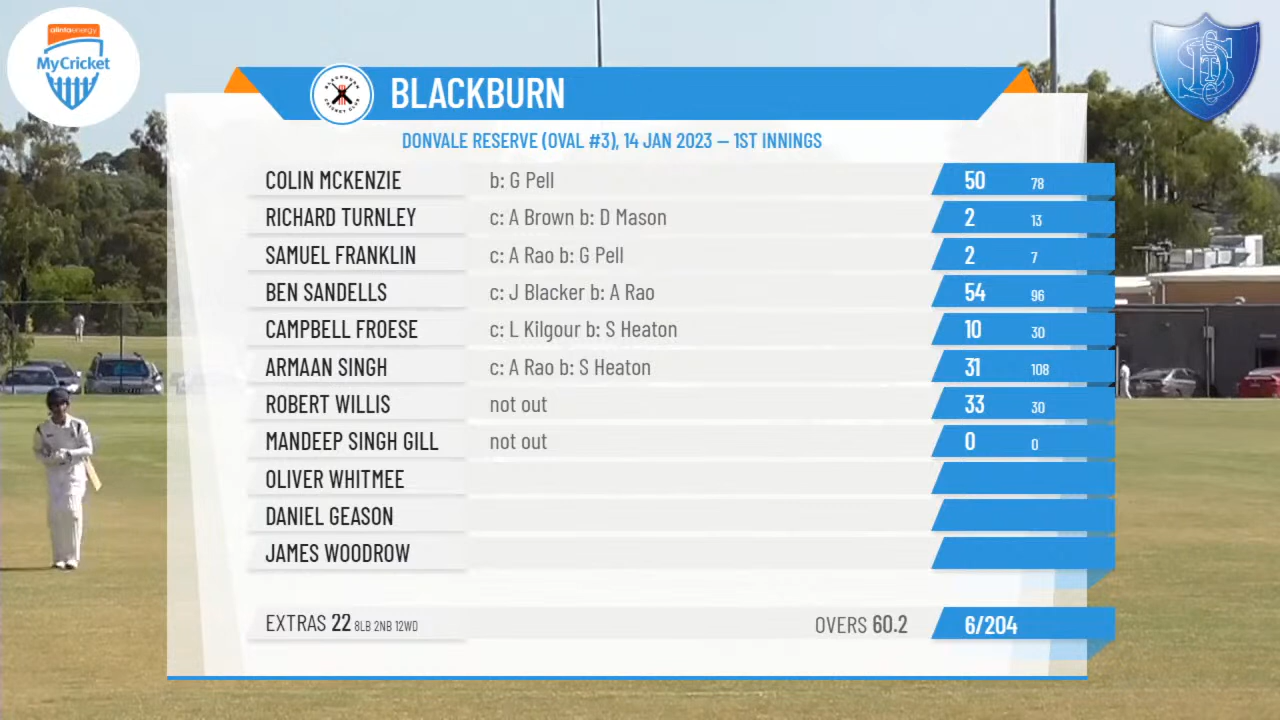 alintaenergy
MyCricket
BLACKBURN
DONVALE RESERVE (OVAL #3), 14 JAN 2023 – 1ST INNINGS
COLIN MCKENZIE b: G Pell 50 78
RICHARD TURNLEY c: A Brown b: D Mason 2 13
SAMUEL FRANKLIN c: A Rao b: G Pell 2 7
BEN SANDELLS c: J Blacker b: A Rao 54 96
CAMPBELL FROESE c: L Kilgour b: S Heaton 10 30
ARMAAN SINGH c: A Rao b: S Heaton 31 108
ROBERT WILLIS not out 33 30
MANDEEP SINGH GILL not out 0 0
OLIVER WHITMEE
DANIEL GEASON
JAMES WOODROW
EXTRAS 22 8LB 2NB 12WD OVERS 60.2 6/204